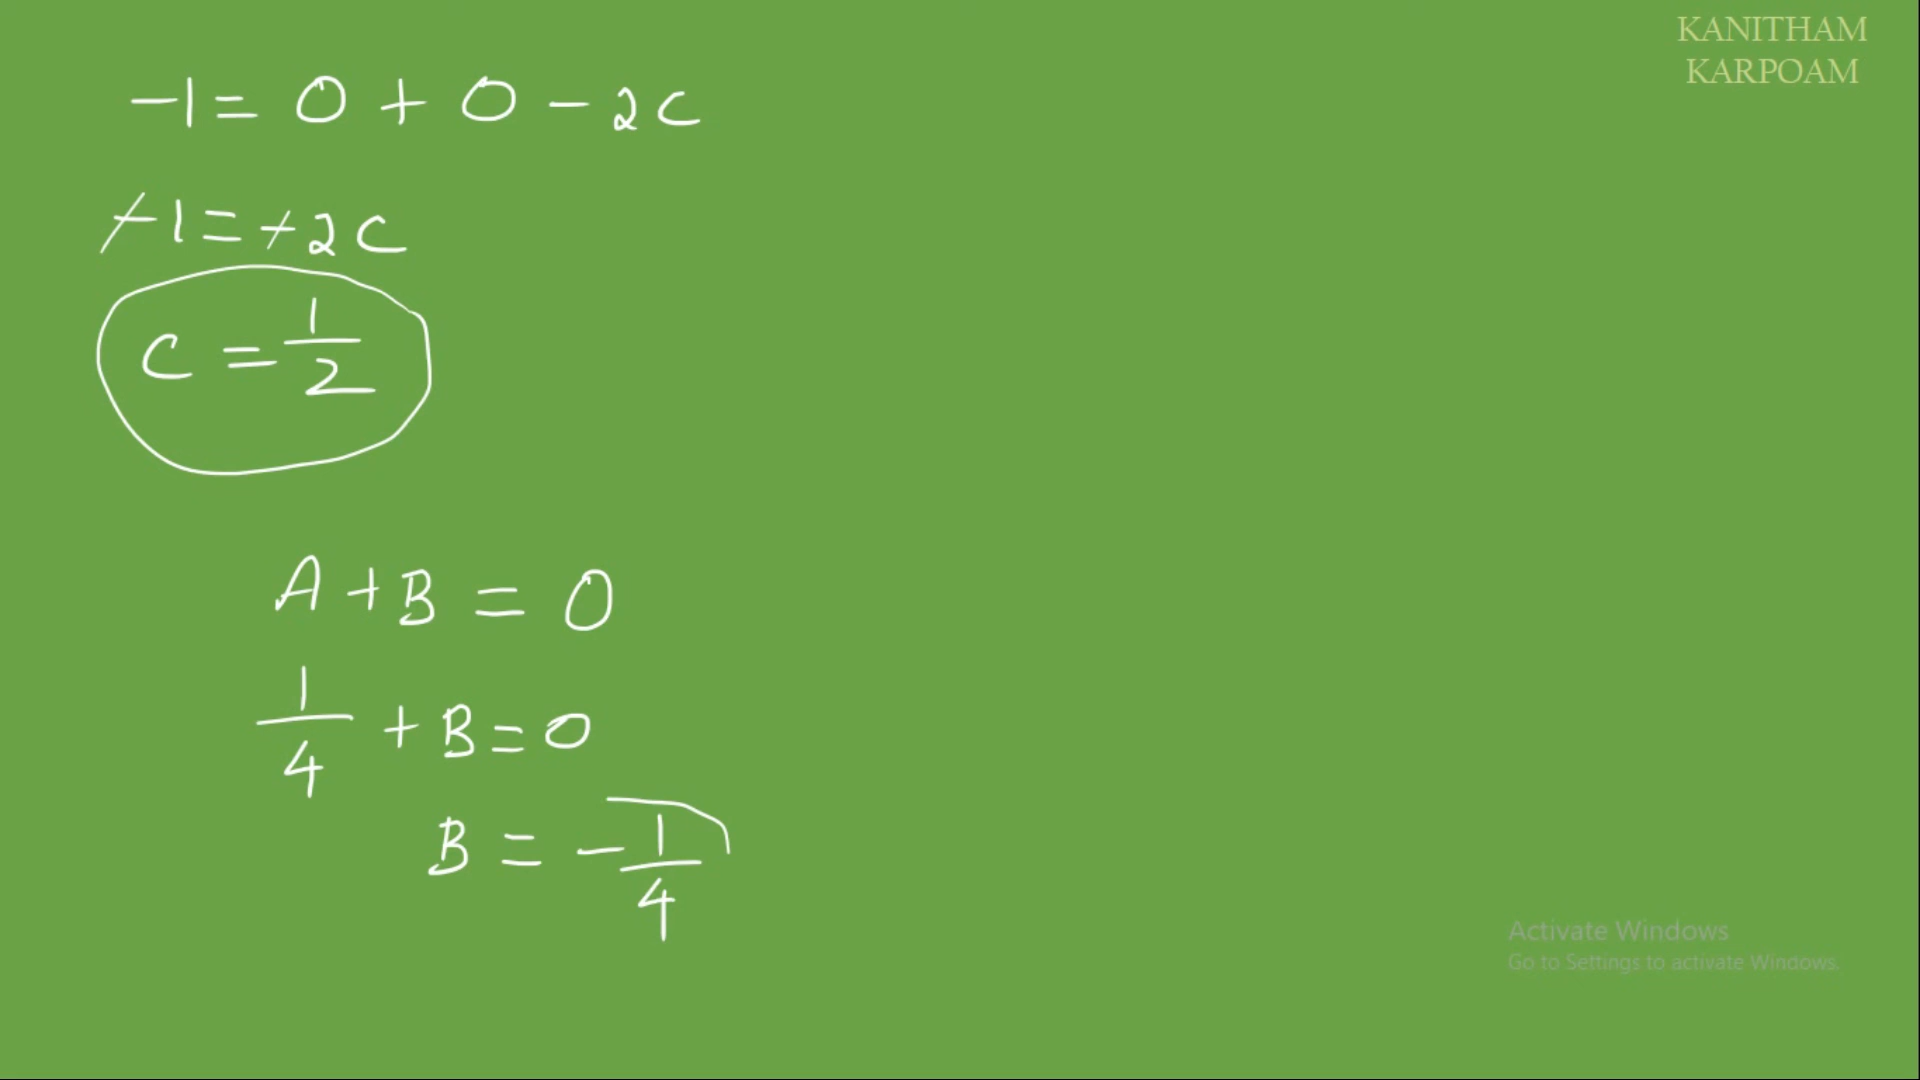 KANITHAM
KARPOAM
-1 = 0 + 0 - 2C
-1 = -2C
C = 1/2
A + B = 0
1/4 + B = 0
B = -1/4
Activate Windows
Go to Settings to activate Windows.